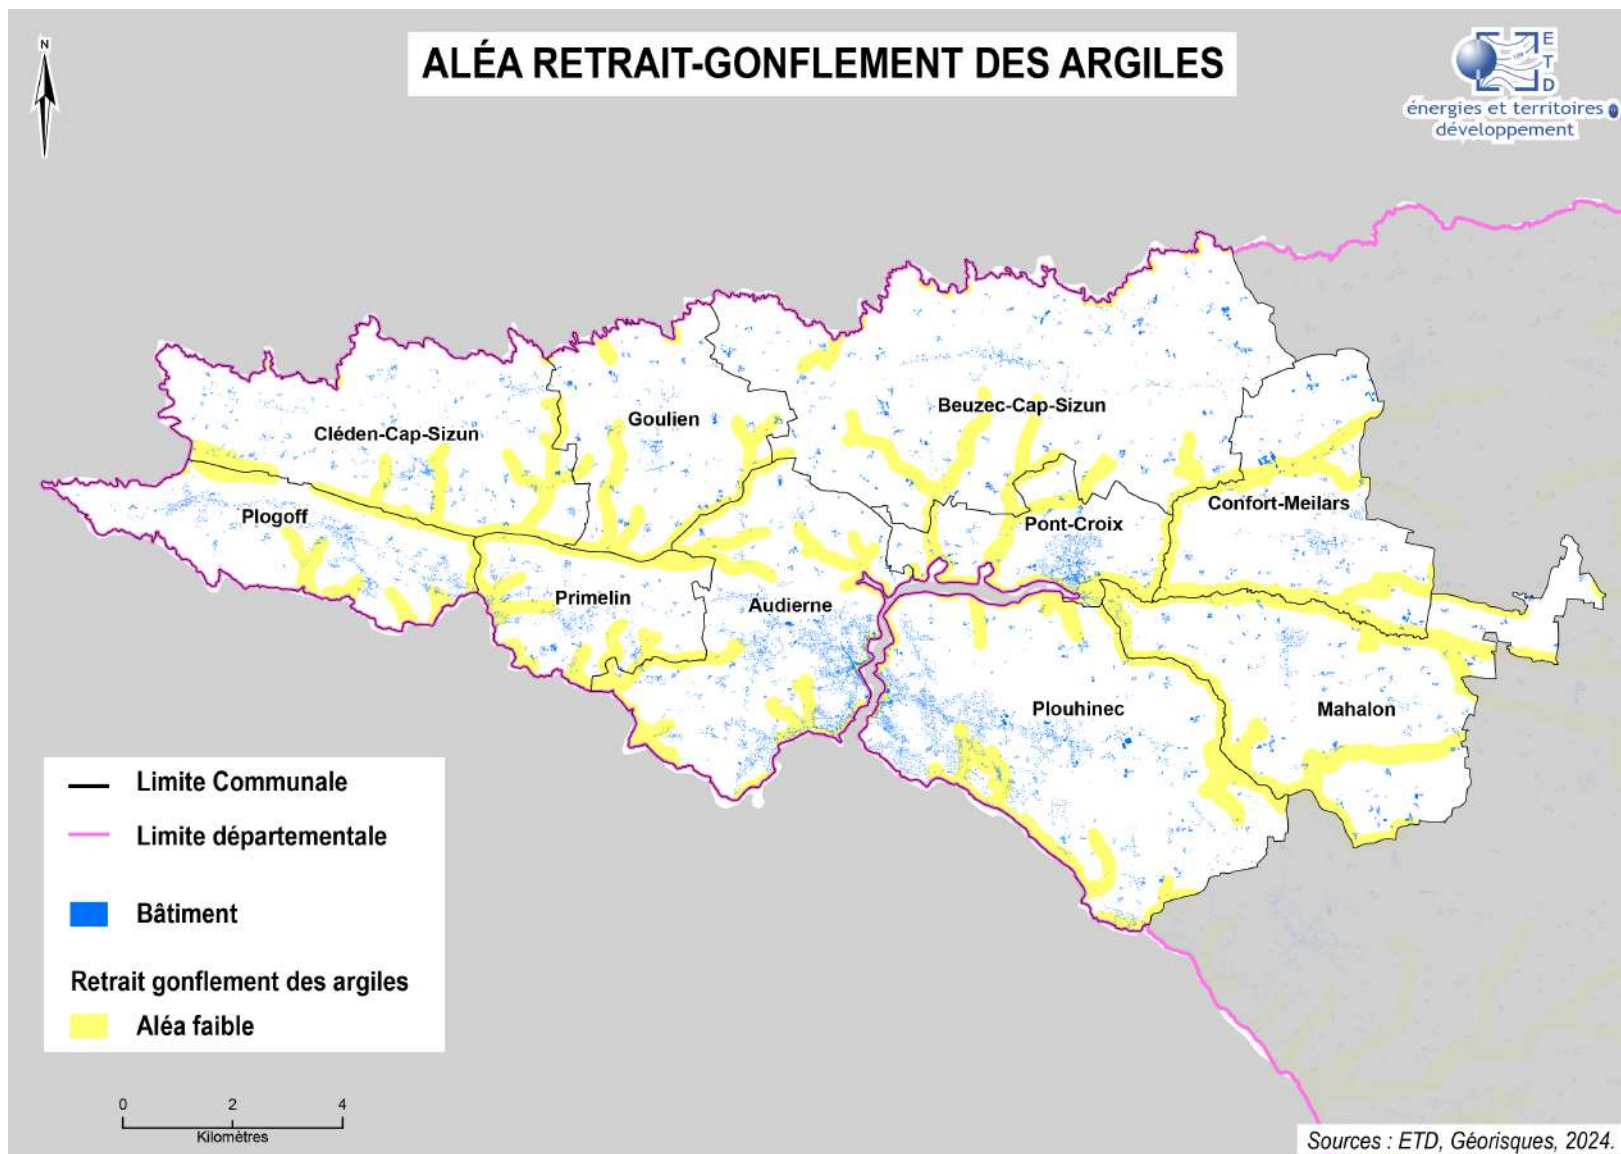 N
ALÉA RETRAIT-GONFLEMENT DES ARGILES
E
T
D
énergies et territoires
développement
Beuzec-Cap-Sizun
Goulien
Cléden-Cap-Sizun
Confort-Meilars
Plogoff
Pont-Croix
Primelin
Audierne
Plouhinec
Mahalon
Limite Communale
Limite départementale
Bâtiment
Retrait gonflement des argiles
Aléa faible
0 2 4
Kilomètres
Sources : ETD, Géorisques, 2024.